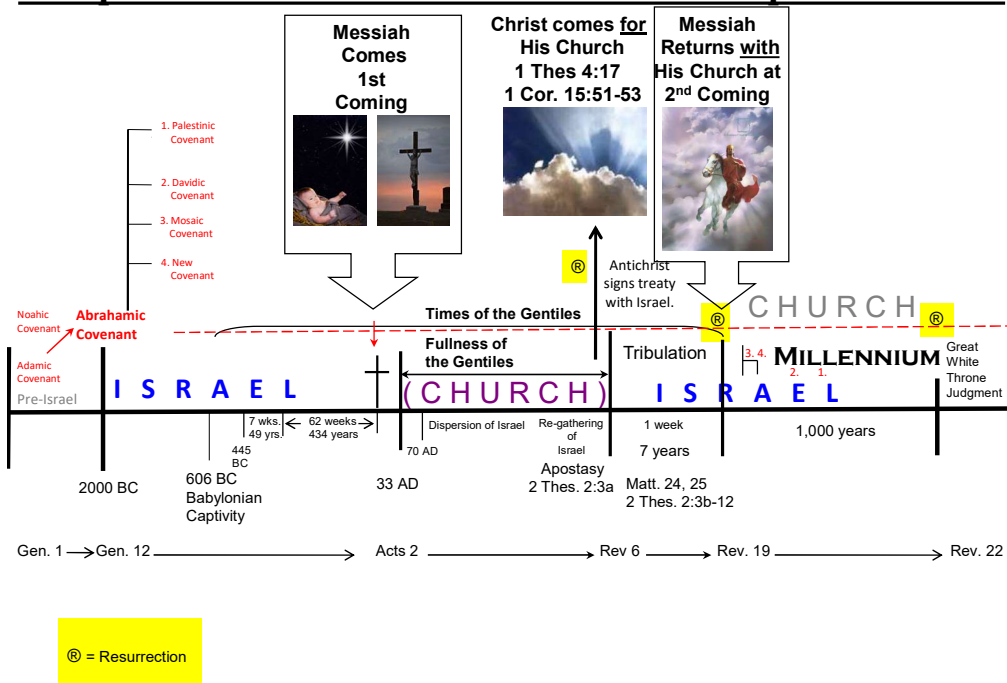 Messiah
Comes
1st
Coming
Christ comes for
His Church
1 Thes 4:17
1 Cor. 15:51-53
Messiah
Returns with
His Church at
2nd Coming
1. Palestinic
Covenant
2. Davidic
Covenant
3. Mosaic
Covenant
4. New
Covenant
®
Antichrist
signs treaty
with Israel.
Noahic
Covenant
Abrahamic
Covenant
Adamic
Covenant
Pre-Israel
Times of the Gentiles
Fullness of
the Gentiles
®
CHURCH
®
Tribulation
3. 4.
MILLENNIUM
2. 1.
Great
White
Throne
Judgment
ISRAEL
(CHURCH)
ISRAEL
7 wks.
49 yrs.
62 weeks
434 years
445
BC
70 AD
Dispersion of Israel
Re-gathering
of
Israel
1 week
7 years
1,000 years
2000 BC
606 BC
Babylonian
Captivity
33 AD
Apostasy
2 Thes. 2:3a
Matt. 24, 25
2 Thes. 2:3b-12
Gen. 1
Gen. 12
Acts 2
Rev 6
Rev. 19
Rev. 22
® = Resurrection